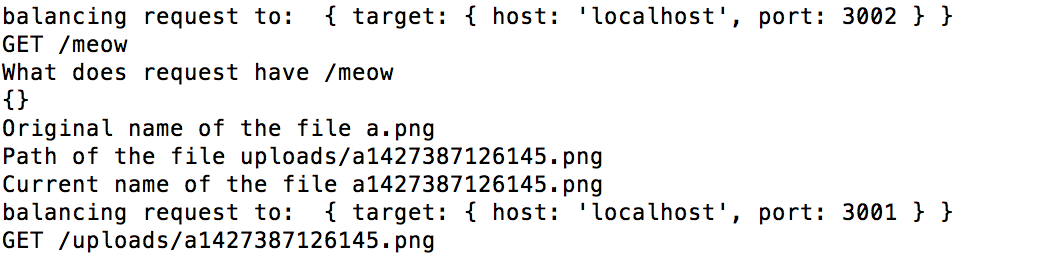 balancing request to:  { target: { host: 'localhost', port: 3002 } }
GET /meow
What does request have /meow
{}
Original name of the file a.png
Path of the file uploads/a1427387126145.png
Current name of the file a1427387126145.png
balancing request to:  { target: { host: 'localhost', port: 3001 } }
GET /uploads/a1427387126145.png